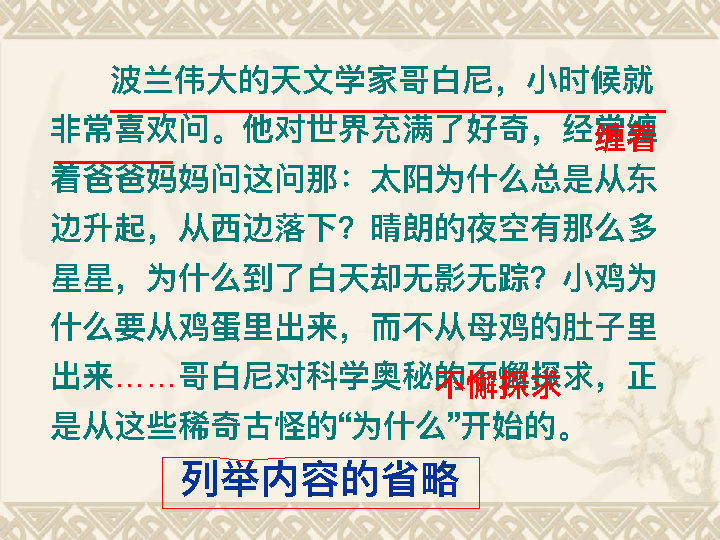 波兰伟大的天文学家哥白尼，小时候就
非常喜欢问。他对世界充满了好奇，经常缠
缠着
着爸爸妈妈问这问那：太阳为什么总是从东
边升起，从西边落下？晴朗的夜空有那么多
星星，为什么到了白天却无影无踪？小鸡为
什么要从鸡蛋里出来，而不从母鸡的肚子里
出来……哥白尼对科学奥秘的不懈探求，正
不懈探求
是从这些稀奇古怪的“为什么”开始的。
列举内容的省略